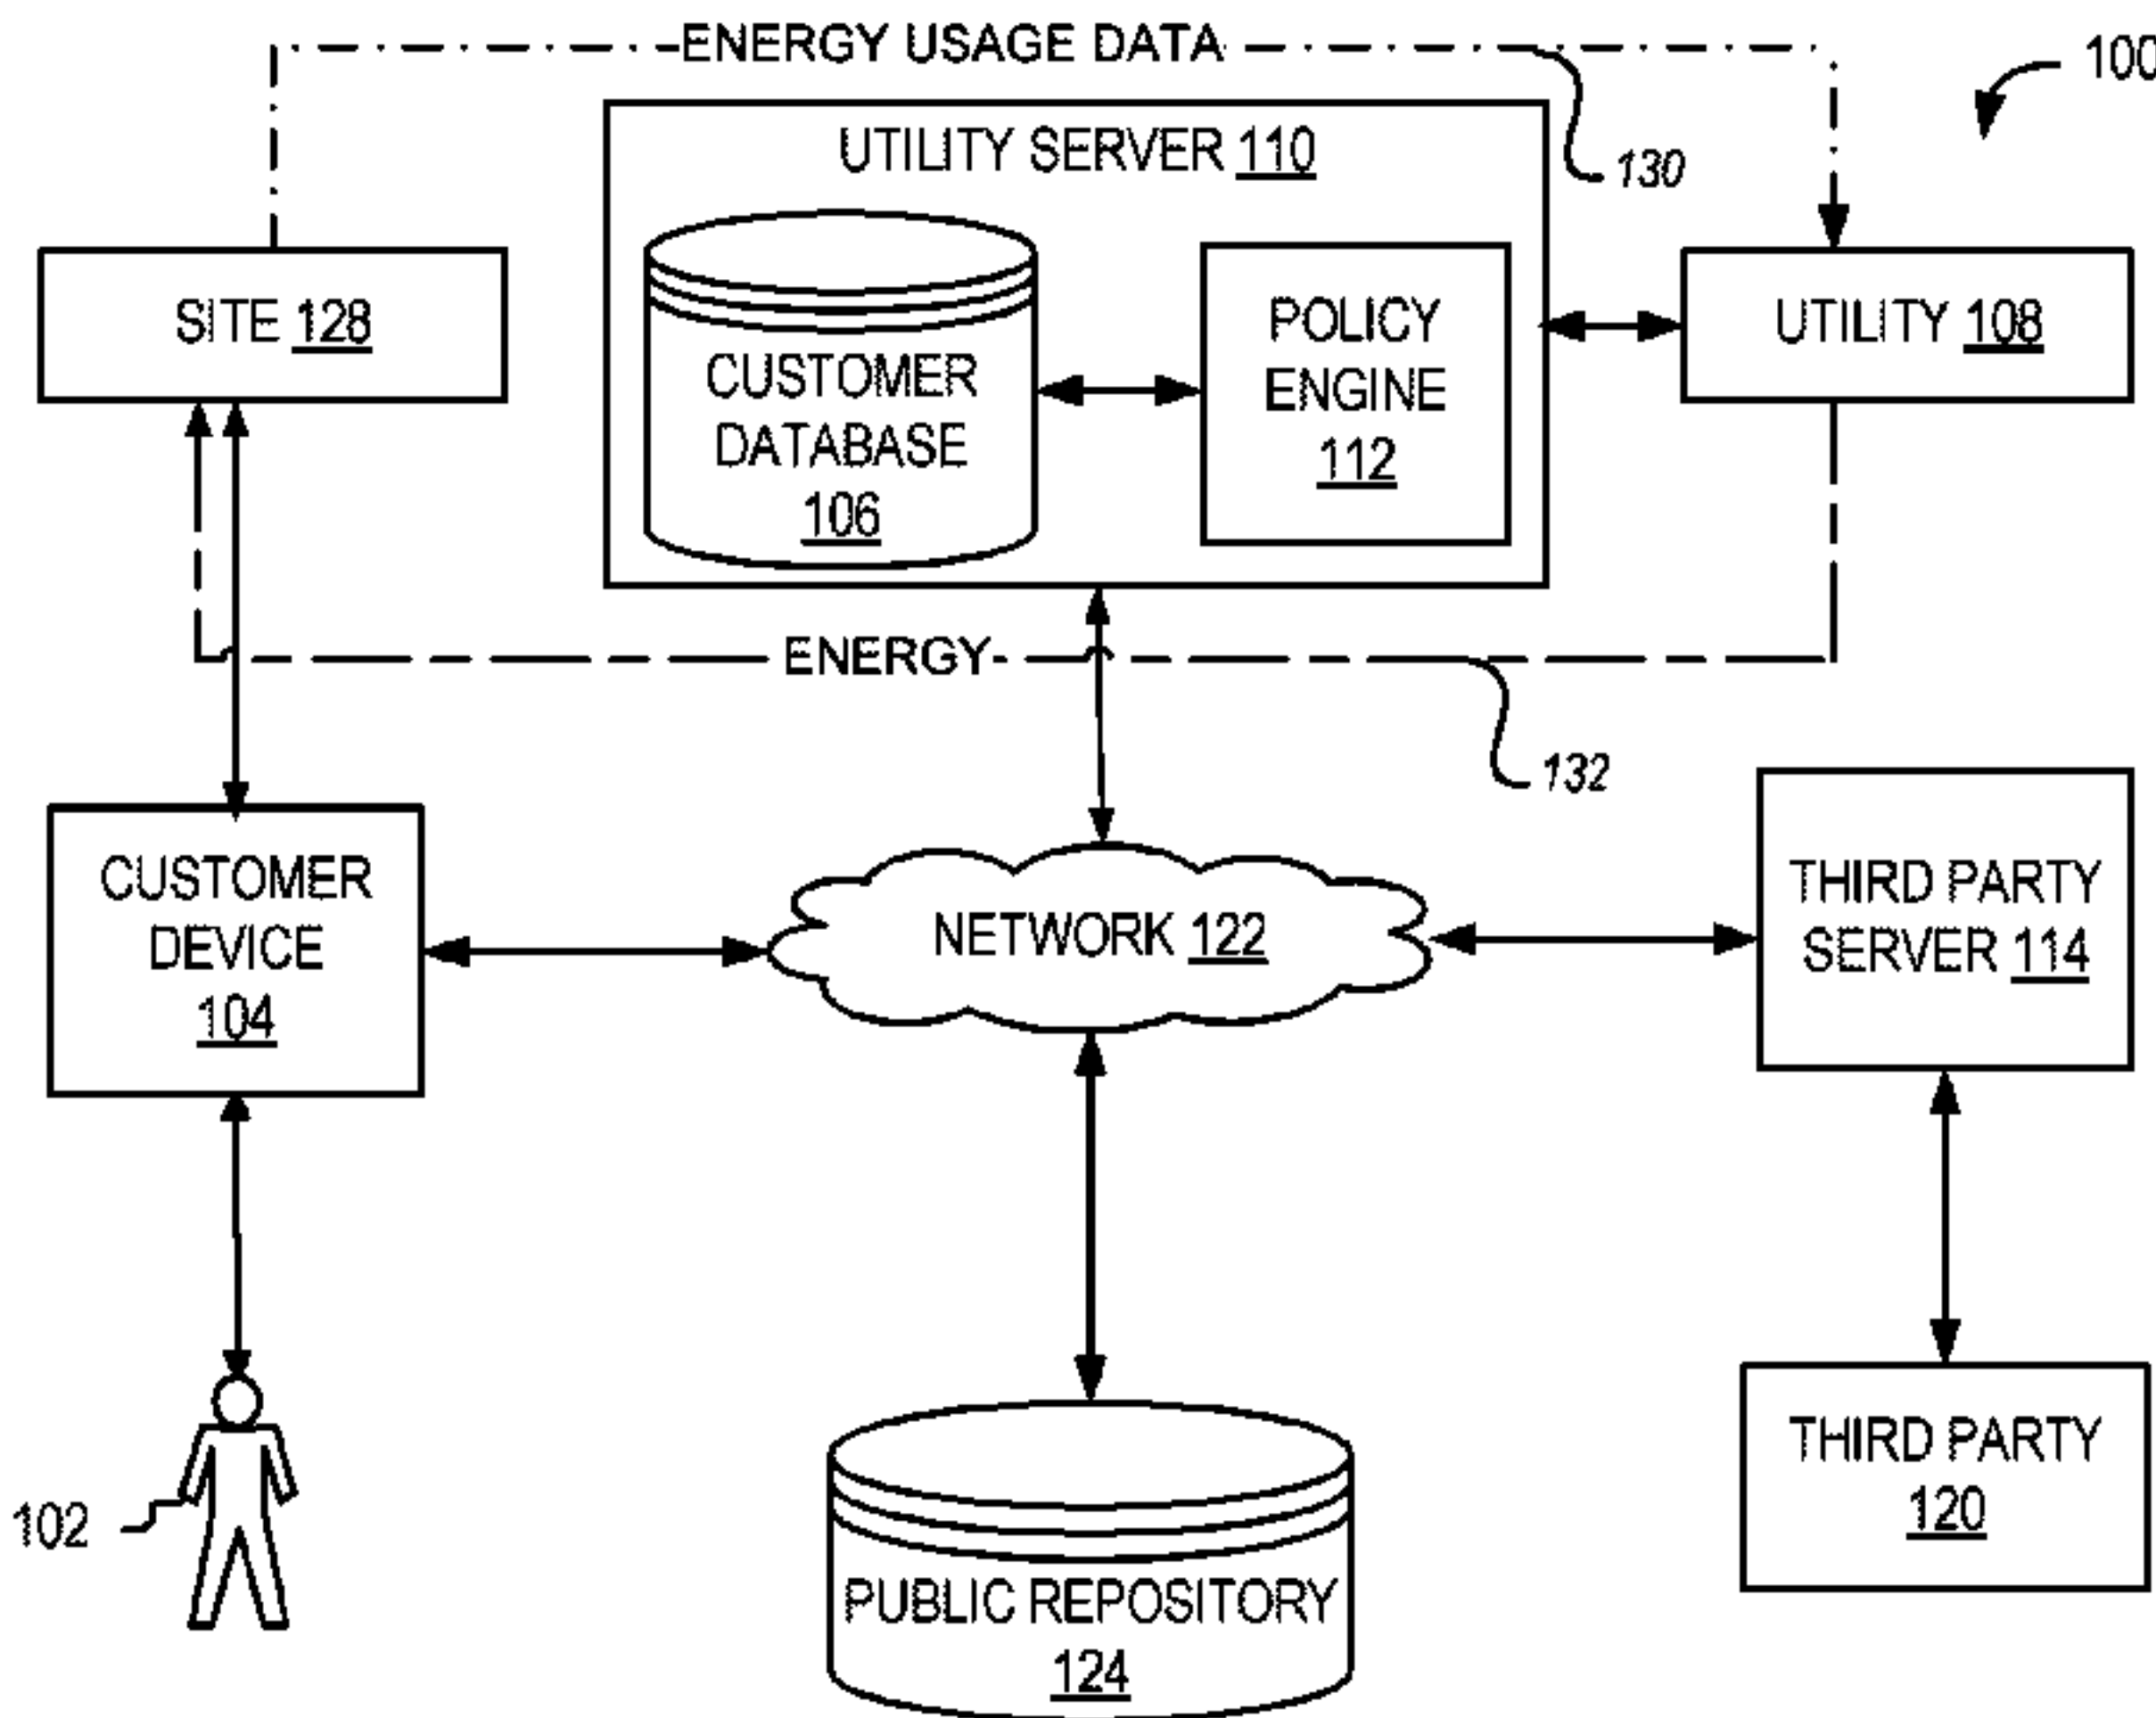 ENERGY USAGE DATA
100
UTILITY SERVER 110
130
SITE 128
CUSTOMER
DATABASE
106
POLICY
ENGINE
112
UTILITY 108
ENERGY
132
CUSTOMER
DEVICE
104
NETWORK 122
THIRD PARTY
SERVER 114
102
PUBLIC REPOSITORY
124
THIRD PARTY
120